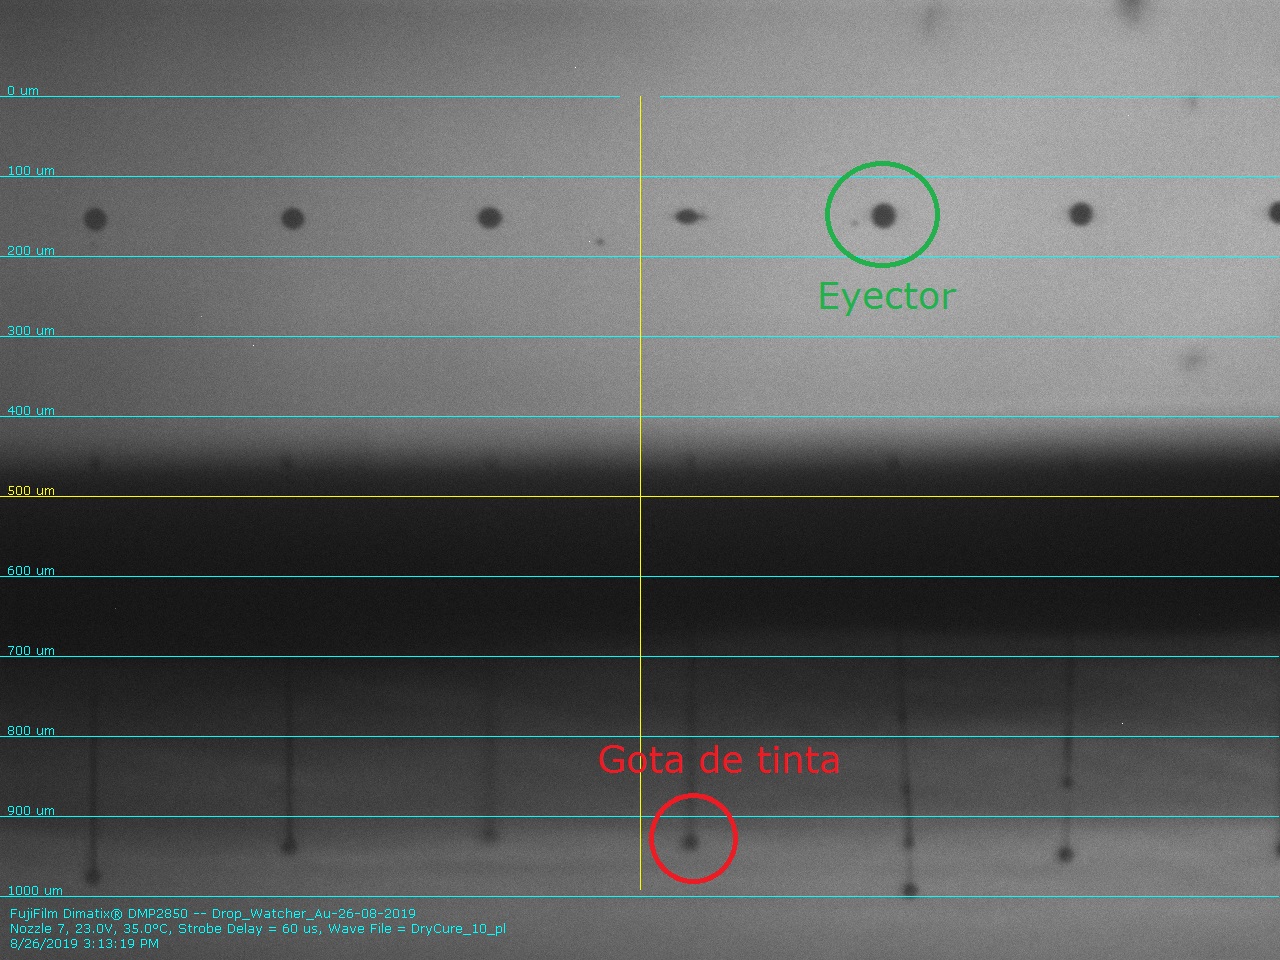 0 um
100 um
200 um
Eyector
300 um
400 um
500 um
600 um
700 um
800 um
Gota de tinta
900 um
1000 um
FujiFilm Dimatix® DMP2850 -- Drop_Watcher_Au-26-08-2019
Nozzle 7, 23.0V, 35.0ºC, Strobe Delay = 60 us, Wave File = DryCure_10_pl
8/26/2019 3:13:19 PM